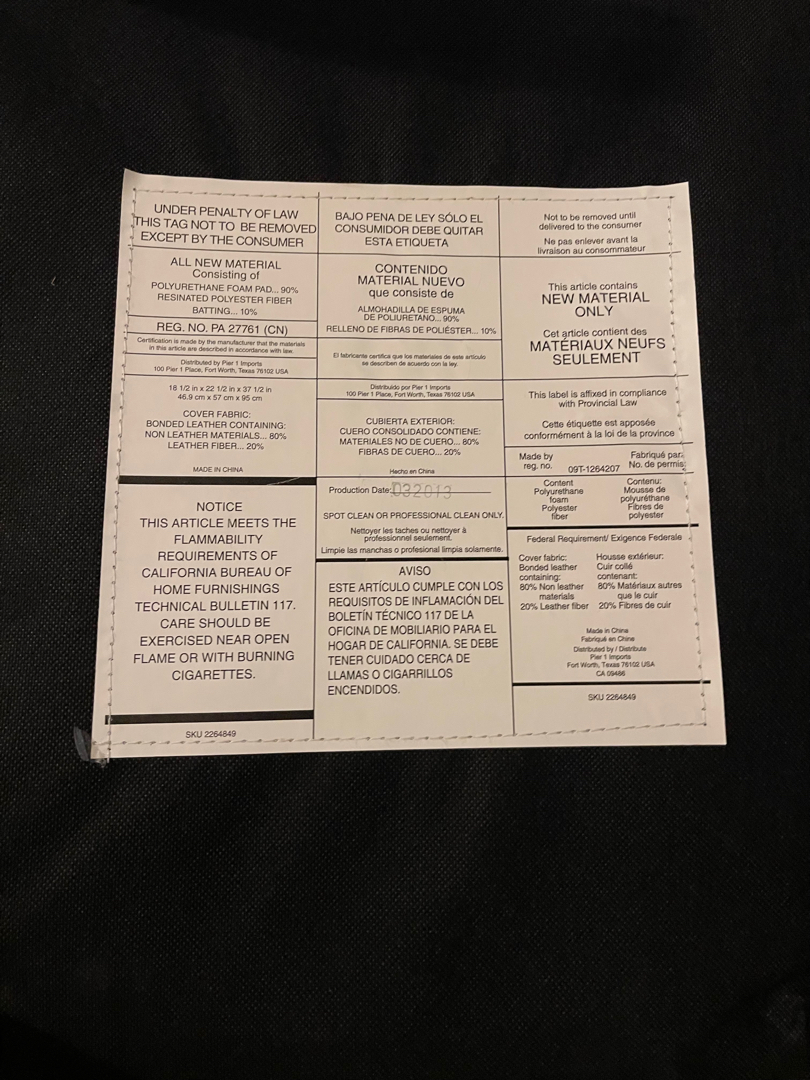 UNDER PENALTY OF LAW
THIS TAG NOT TO BE REMOVED
EXCEPT BY THE CONSUMER
ALL NEW MATERIAL
Consisting of
POLYURETHANE FOAM PAD... 90%
RESINATED POLYESTER FIBER
BATTING... 10%
REG. NO. PA 27761 (CN)
Certification is made by the manufacturer that the materials
in this article are described in accordance with law.
Distributed by Pier 1 Imports
100 Pier 1 Place, Fort Worth, Texas 76102 USA
18 1/2 in x 22 1/2 in x 37 1/2 in
46.9 cm x 57 cm x 95 cm
COVER FABRIC:
BONDED LEATHER CONTAINING:
NON LEATHER MATERIALS... 80%
LEATHER FIBER... 20%
MADE IN CHINA
NOTICE
THIS ARTICLE MEETS THE
FLAMMABILITY
REQUIREMENTS OF
CALIFORNIA BUREAU OF
HOME FURNISHINGS
TECHNICAL BULLETIN 117.
CARE SHOULD BE
EXERCISED NEAR OPEN
FLAME OR WITH BURNING
CIGARETTES.
SKU 2264849
BAJO PENA DE LEY SÓLO EL
CONSUMIDOR DEBE QUITAR
ESTA ETIQUETA
CONTENIDO
MATERIAL NUEVO
que consiste de
ALMOHADILLA DE ESPUMA
DE POLIURETANO... 90%
RELLENO DE FIBRAS DE POLIÉSTER... 10%
El fabricante certifica que los materiales de este artículo
se describen de acuerdo con la ley.
Distribuido por Pier 1 Imports
100 Pier 1 Place, Fort Worth, Texas 76102 USA
CUBIERTA EXTERIOR:
CUERO CONSOLIDADO CONTIENE:
MATERIALES NO DE CUERO... 80%
FIBRAS DE CUERO... 20%
Hecho en China
Production Date: 032013
SPOT CLEAN OR PROFESSIONAL CLEAN ONLY.
Nettoyer les taches ou nettoyer à
professionnel seulement.
Limpie las manchas o profesional limpia solamente.
AVISO
ESTE ARTÍCULO CUMPLE CON LOS
REQUISITOS DE INFLAMACIÓN DEL
BOLETÍN TÉCNICO 117 DE LA
OFICINA DE MOBILIARIO PARA EL
HOGAR DE CALIFORNIA. SE DEBE
TENER CUIDADO CERCA DE
LLAMAS O CIGARRILLOS
ENCENDIDOS.
Not to be removed until
delivered to the consumer
Ne pas enlever avant la
livraison au consommateur
This article contains
NEW MATERIAL
ONLY
Cet article contient des
MATÉRIAUX NEUFS
SEULEMENT
This label is affixed in compliance
with Provincial Law
Cette étiquette est apposée
conformément à la loi de la province
Made by Fabriqué par:
reg. no. 09T-1264207 No. de permis:
Content Contenu:
Polyurethane Mousse de
foam polyuréthane
Polyester Fibres de
fiber polyester
Federal Requirement/ Exigence Federale
Cover fabric: Housse extérieur:
Bonded leather Cuir collé
containing: contenant:
80% Non leather 80% Matériaux autres
materials que le cuir
20% Leather fiber 20% Fibres de cuir
Made in China
Fabriqué en Chine
Distributed by / Distribute
Pier 1 Imports
Fort Worth, Texas 76102 USA
CA 09486
SKU 2264849